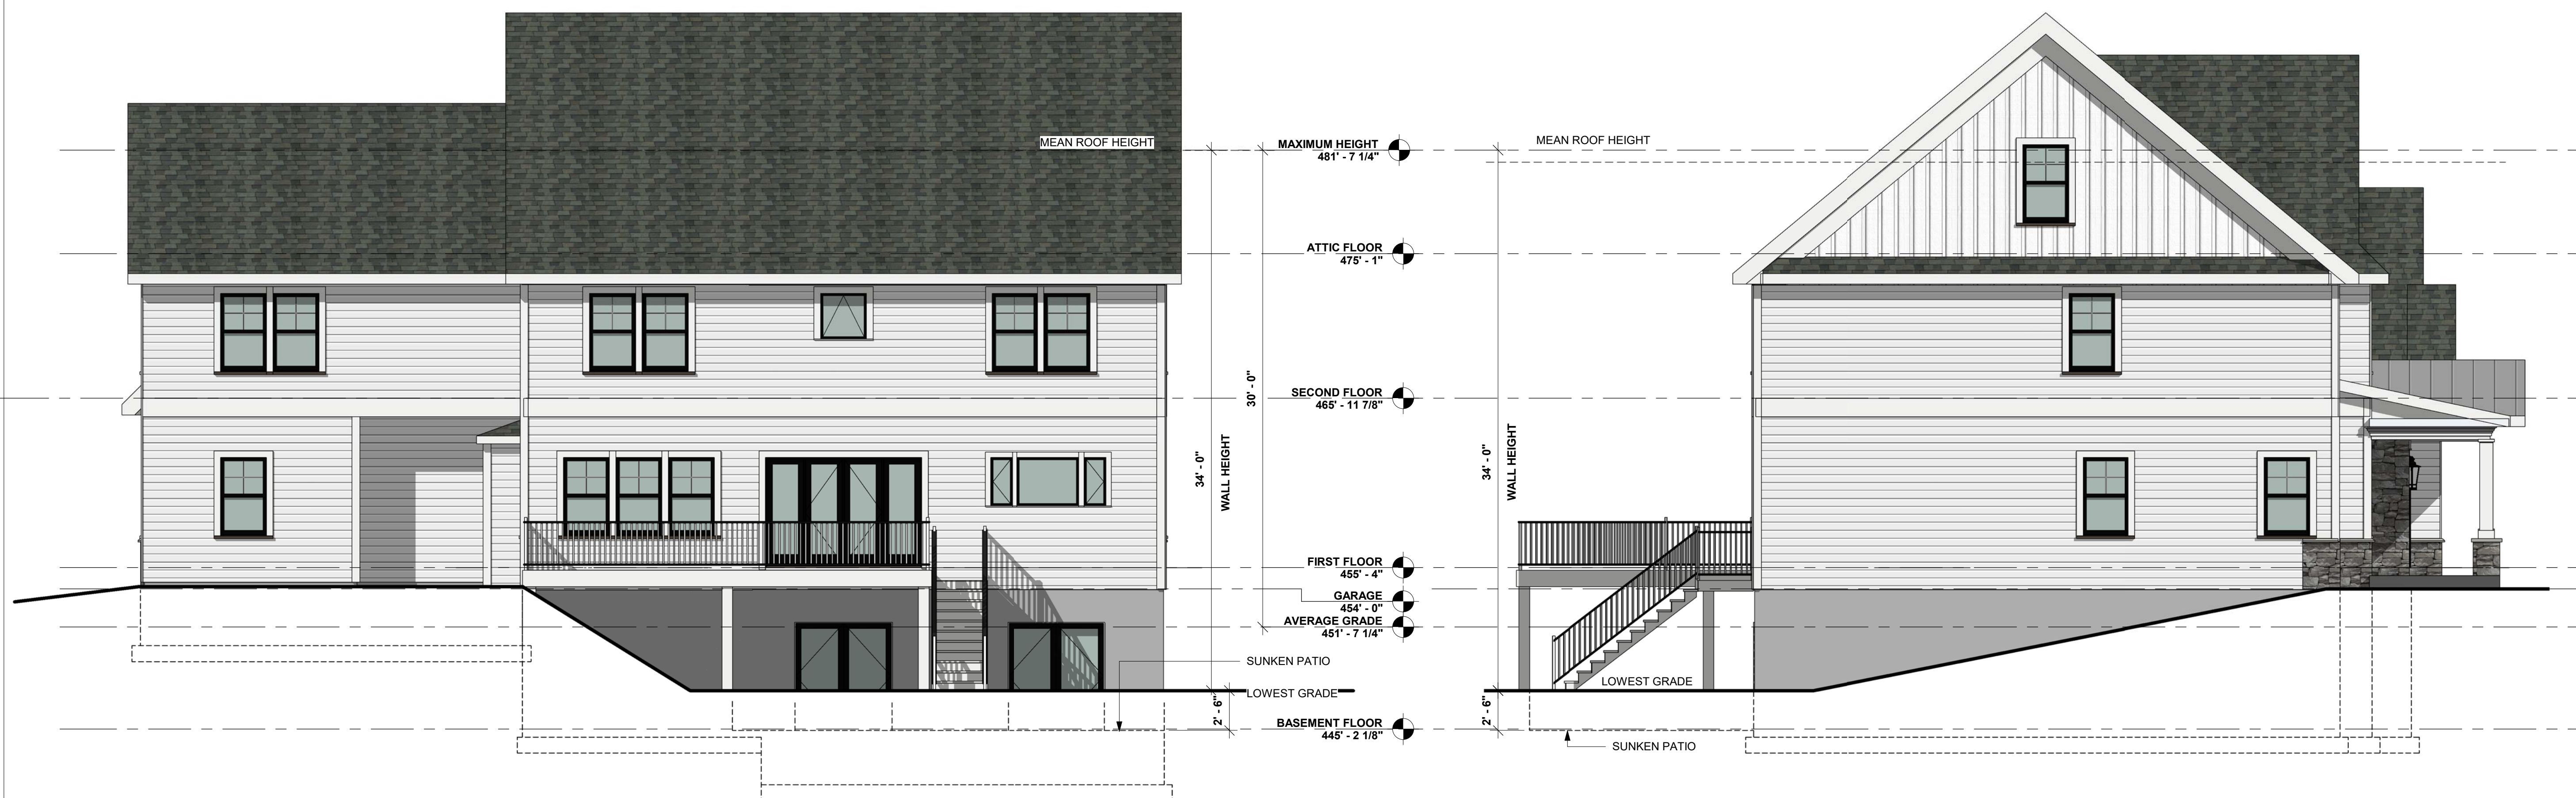 MEAN ROOF HEIGHT
MAXIMUM HEIGHT
481' - 7 1/4"
MEAN ROOF HEIGHT
ATTIC FLOOR
475' - 1"
SECOND FLOOR
465' - 11 7/8"
30' - 0"
34' - 0"
WALL HEIGHT
34' - 0"
WALL HEIGHT
FIRST FLOOR
455' - 4"
GARAGE
454' - 0"
AVERAGE GRADE
451' - 7 1/4"
SUNKEN PATIO
LOWEST GRADE
LOWEST GRADE
2' - 6"
2' - 6"
BASEMENT FLOOR
445' - 2 1/8"
SUNKEN PATIO